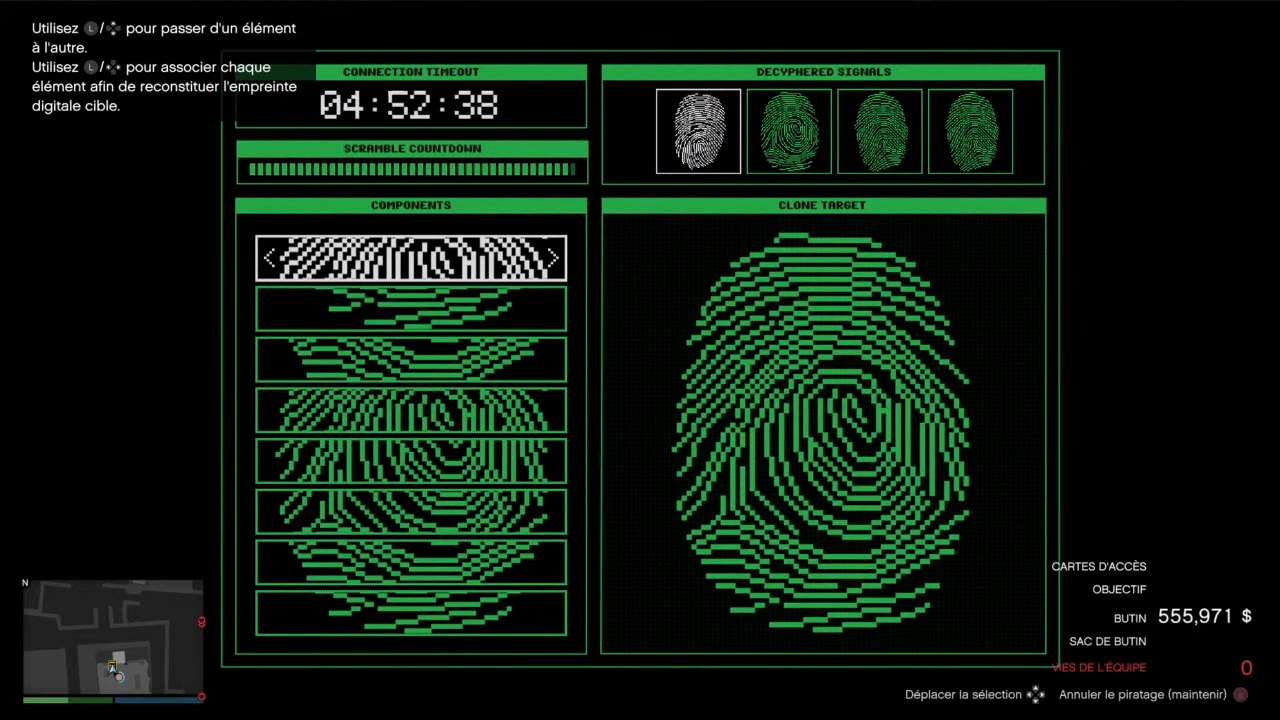 Utilisez L/ pour passer d'un élément
à l'autre.
Utilisez L/ pour associer chaque
élément afin de reconstituer l'empreinte
digitale cible.
CONNECTION TIMEOUT
04:52:38
SCRAMBLE COUNTDOWN
DECYPHERED SIGNALS
COMPONENTS
CLONE TARGET
N
CARTES D'ACCÈS
OBJECTIF
BUTIN 555,971 $
SAC DE BUTIN
VIES DE L'ÉQUIPE 0
Déplacer la sélection Annuler le piratage (maintenir)